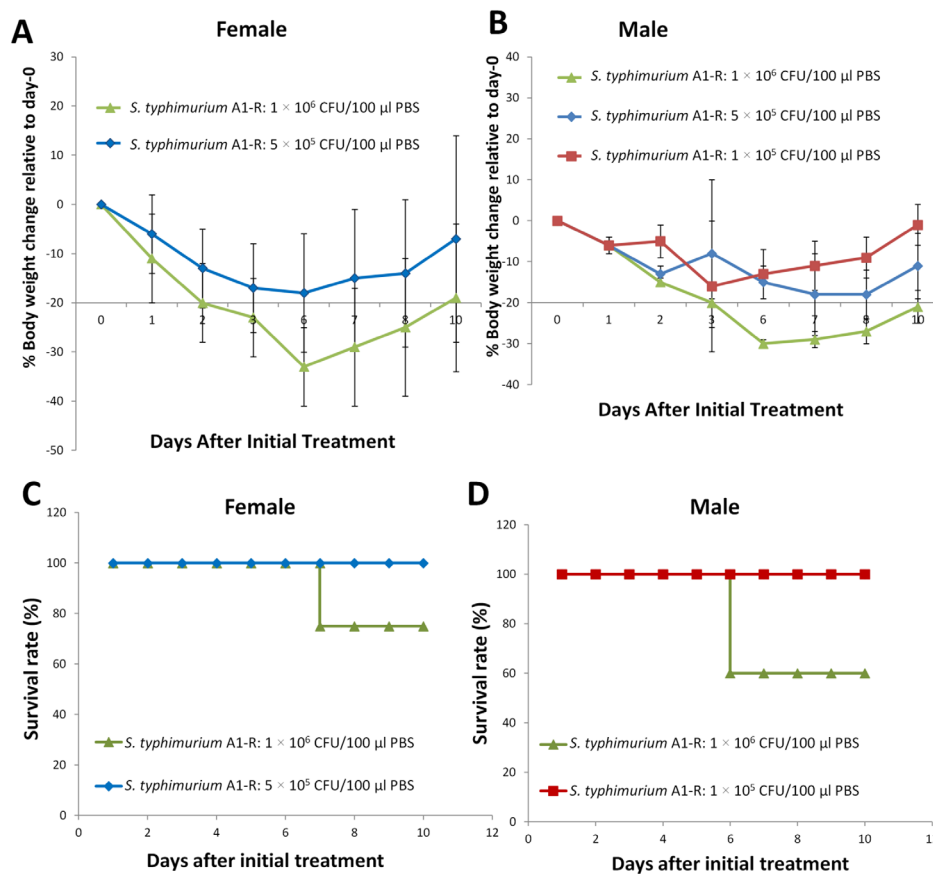 A
Female
% Body weight change relative to day-0
30
20
10
0
-10
-20
-30
-40
-50
S. typhimurium A1-R: 1 × 10⁶ CFU/100 µl PBS
S. typhimurium A1-R: 5 × 10⁵ CFU/100 µl PBS
0 1 2 3 6 7 8 10
Days After Initial Treatment
B
Male
% Body weight change relative to day-0
40
30
20
10
0
-10
-20
-30
-40
S. typhimurium A1-R: 1 × 10⁶ CFU/100 µl PBS
S. typhimurium A1-R: 5 × 10⁵ CFU/100 µl PBS
S. typhimurium A1-R: 1 × 10⁵ CFU/100 µl PBS
0 1 2 3 6 7 8 10
Days After Initial Treatment
C
Female
Survival rate (%)
120
100
80
60
40
20
0
S. typhimurium A1-R: 1 × 10⁶ CFU/100 µl PBS
S. typhimurium A1-R: 5 × 10⁵ CFU/100 µl PBS
0 2 4 6 8 10 12
Days after initial treatment
D
Male
Survival rate (%)
120
100
80
60
40
20
0
S. typhimurium A1-R: 1 × 10⁶ CFU/100 µl PBS
S. typhimurium A1-R: 1 × 10⁵ CFU/100 µl PBS
0 2 4 6 8 10
Days after initial treatment